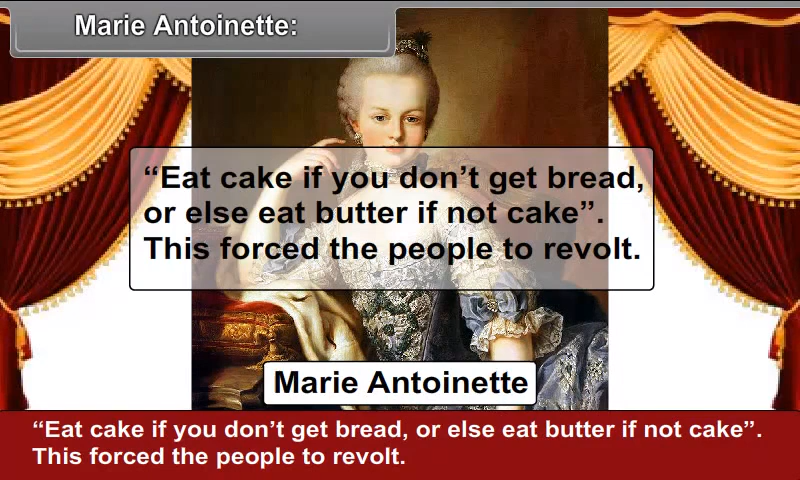 Marie Antoinette:
“Eat cake if you don’t get bread,
or else eat butter if not cake”.
This forced the people to revolt.
Marie Antoinette
“Eat cake if you don’t get bread, or else eat butter if not cake”.
This forced the people to revolt.